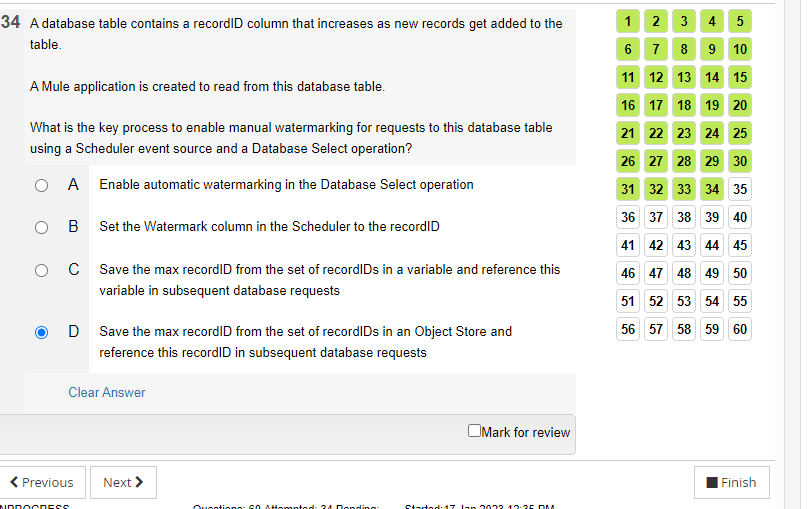 34 A database table contains a recordID column that increases as new records get added to the
table.
A Mule application is created to read from this database table.
What is the key process to enable manual watermarking for requests to this database table
using a Scheduler event source and a Database Select operation?
A Enable automatic watermarking in the Database Select operation
B Set the Watermark column in the Scheduler to the recordID
C Save the max recordID from the set of recordIDs in a variable and reference this
variable in subsequent database requests
D Save the max recordID from the set of recordIDs in an Object Store and
reference this recordID in subsequent database requests
Clear Answer
Mark for review
Previous Next Finish
1 2 3 4 5
6 7 8 9 10
11 12 13 14 15
16 17 18 19 20
21 22 23 24 25
26 27 28 29 30
31 32 33 34 35
36 37 38 39 40
41 42 43 44 45
46 47 48 49 50
51 52 53 54 55
56 57 58 59 60
Questions: 60 Attempted: 34 Pending: Started:17 Jan 2023 12:35 PM